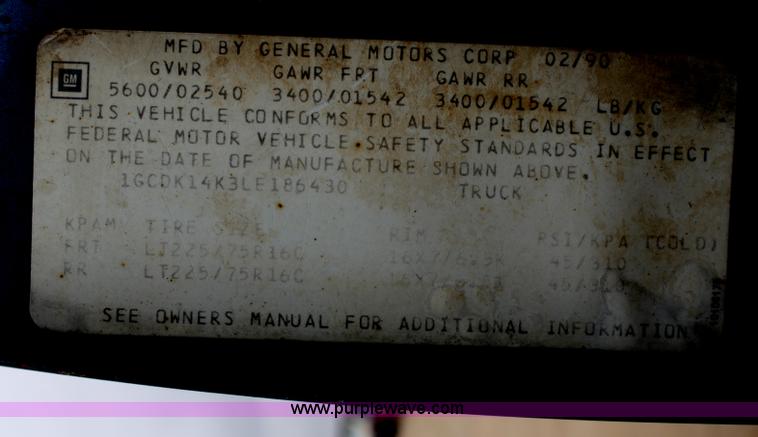 MFD BY GENERAL MOTORS CORP 02/90
GM
GVWR GAWR FRT GAWR RR
5600/02540 3400/01542 3400/01542 LB/KG
THIS VEHICLE CONFORMS TO ALL APPLICABLE U.S.
FEDERAL MOTOR VEHICLE SAFETY STANDARDS IN EFFECT
ON THE DATE OF MANUFACTURE SHOWN ABOVE.
1GCDK14K3LE186430 TRUCK
TIRE SIZE RIM PSI/KPA (COLD)
FRT LT225/75R16C 45/310
RR LT225/75R16C 45/310
SEE OWNERS MANUAL FOR ADDITIONAL INFORMATION
www.purplewave.com